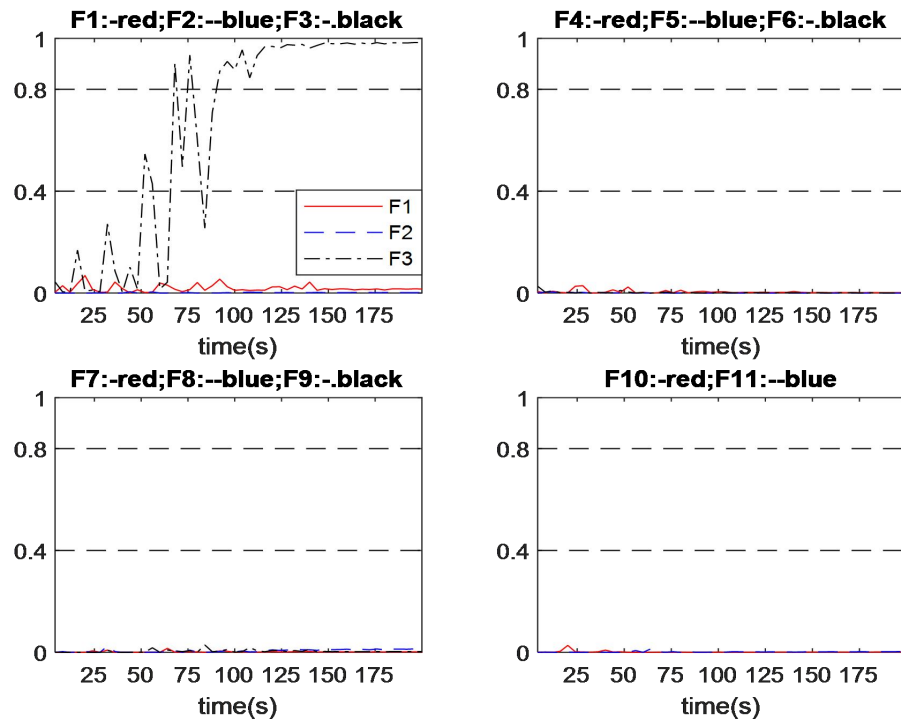 F1:-red;F2:--blue;F3:-.black
1
0.8
0.4
0
F1
F2
F3
25 50 75 100 125 150 175
time(s)
F4:-red;F5:--blue;F6:-.black
1
0.8
0.4
0
25 50 75 100 125 150 175
time(s)
F7:-red;F8:--blue;F9:-.black
1
0.8
0.4
0
25 50 75 100 125 150 175
time(s)
F10:-red;F11:--blue
1
0.8
0.4
0
25 50 75 100 125 150 175
time(s)